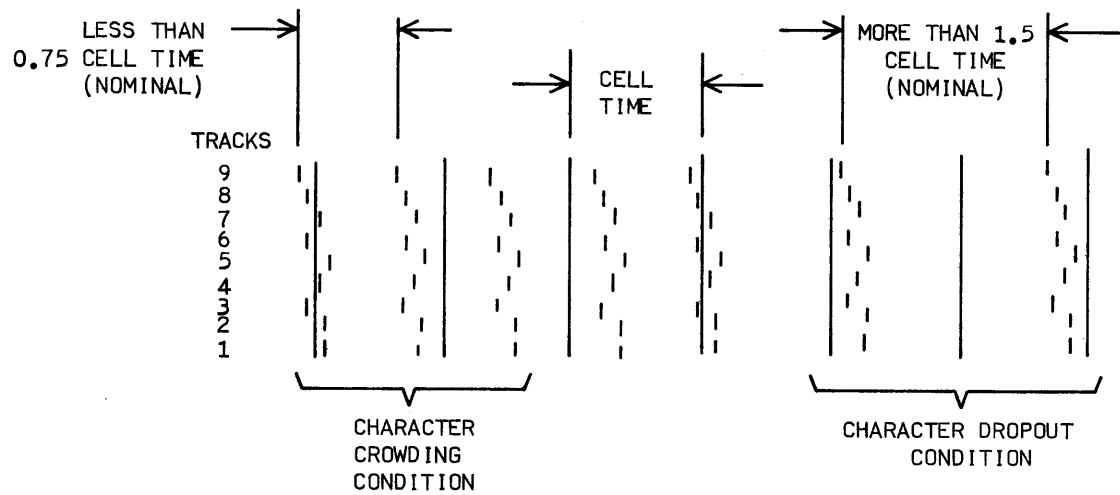 LESS THAN
0.75 CELL TIME
(NOMINAL)
CELL
TIME
MORE THAN 1.5
CELL TIME
(NOMINAL)
TRACKS
9
8
7
6
5
4
3
2
1
CHARACTER
CROWDING
CONDITION
CHARACTER DROPOUT
CONDITION